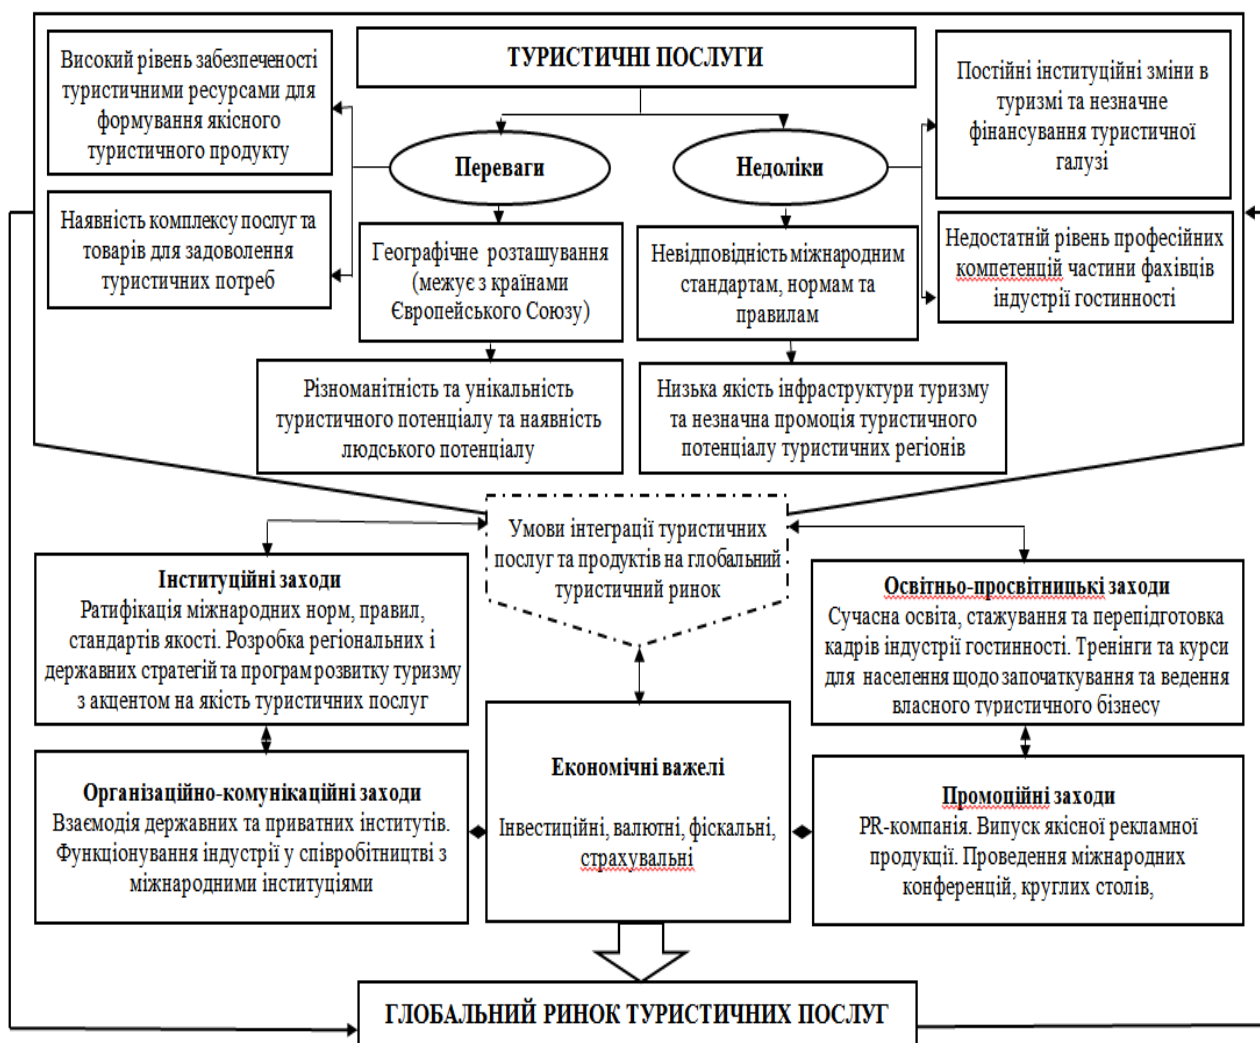 ТУРИСТИЧНІ ПОСЛУГИ
Високий рівень забезпеченості
туристичними ресурсами для
формування якісного
туристичного продукту
Постійні інституційні зміни в
туризмі та незначне
фінансування туристичної
галузі
Переваги
Недоліки
Наявність комплексу послуг та
товарів для задоволення
туристичних потреб
Географічне розташування
(межує з країнами
Європейського Союзу)
Невідповідність міжнародним
стандартам, нормам та
правилам
Недостатній рівень професійних
компетенцій частини фахівців
індустрії гостинності
Різноманітність та унікальність
туристичного потенціалу та наявність
людського потенціалу
Низька якість інфраструктури туризму
та незначна промоція туристичного
потенціалу туристичних регіонів
Умови інтеграції туристичних
послуг та продуктів на глобальний
туристичний ринок
Інституційні заходи
Ратифікація міжнародних норм, правил,
стандартів якості. Розробка регіональних і
державних стратегій та програм розвитку туризму
з акцентом на якість туристичних послуг
Освітньо-просвітницькі заходи
Сучасна освіта, стажування та перепідготовка
кадрів індустрії гостинності. Тренінги та курси
для населення щодо започаткування та ведення
власного туристичного бізнесу
Організаційно-комунікаційні заходи
Взаємодія державних та приватних інститутів.
Функціонування індустрії у співробітництві з
міжнародними інституціями
Економічні важелі
Інвестиційні, валютні, фіскальні,
страхувальні
Промоційні заходи
PR-компанія. Випуск якісної рекламної
продукції. Проведення міжнародних
конференцій, круглих столів,
ГЛОБАЛЬНИЙ РИНОК ТУРИСТИЧНИХ ПОСЛУГ